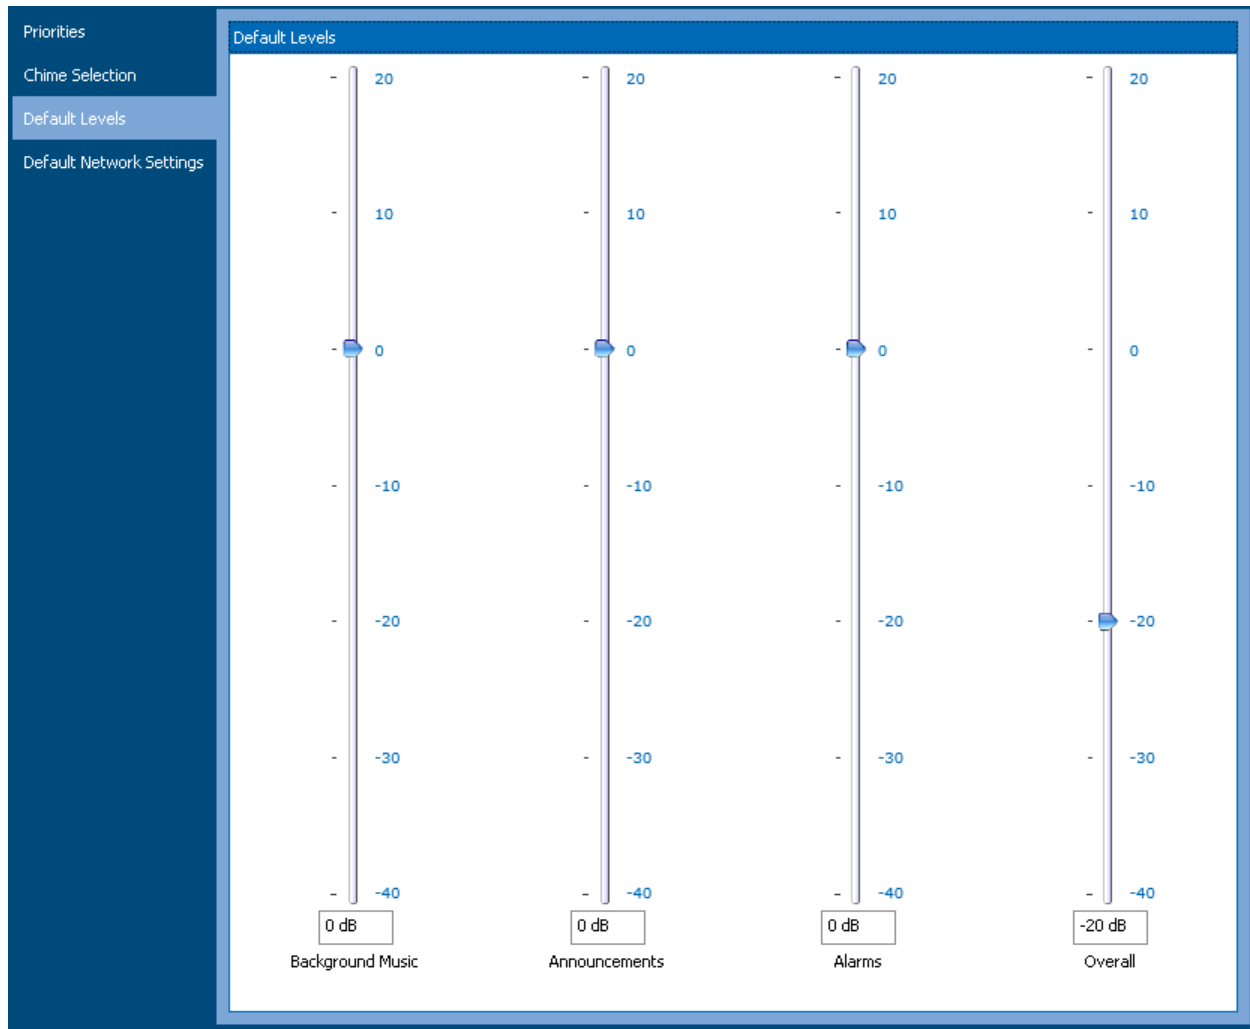 Priorities
Chime Selection
Default Levels
Default Network Settings
Default Levels
20 20 20 20
10 10 10 10
0 0 0 0
-10 -10 -10 -10
-20 -20 -20 -20
-30 -30 -30 -30
-40 -40 -40 -40
0 dB 0 dB 0 dB -20 dB
Background Music Announcements Alarms Overall